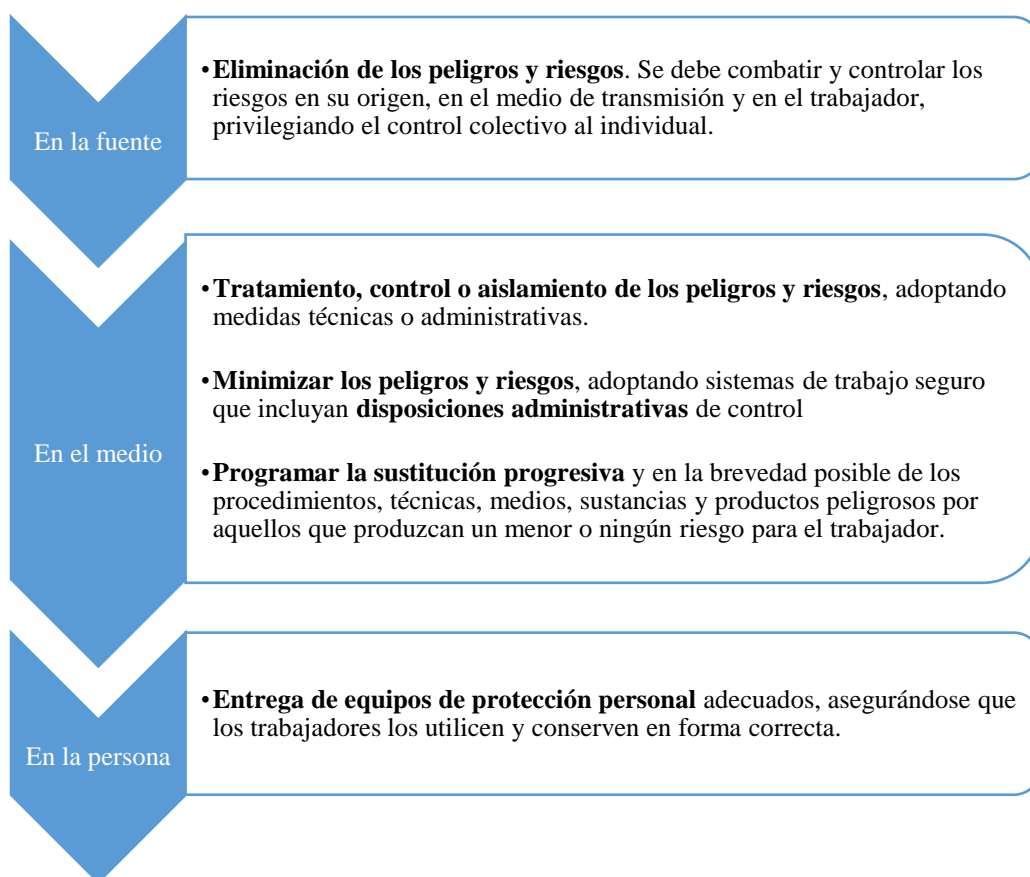 En la fuente
•Eliminación de los peligros y riesgos. Se debe combatir y controlar los
riesgos en su origen, en el medio de transmisión y en el trabajador,
privilegiando el control colectivo al individual.
En el medio
•Tratamiento, control o aislamiento de los peligros y riesgos, adoptando
medidas técnicas o administrativas.
•Minimizar los peligros y riesgos, adoptando sistemas de trabajo seguro
que incluyan disposiciones administrativas de control
•Programar la sustitución progresiva y en la brevedad posible de los
procedimientos, técnicas, medios, sustancias y productos peligrosos por
aquellos que produzcan un menor o ningún riesgo para el trabajador.
En la persona
•Entrega de equipos de protección personal adecuados, asegurándose que
los trabajadores los utilicen y conserven en forma correcta.